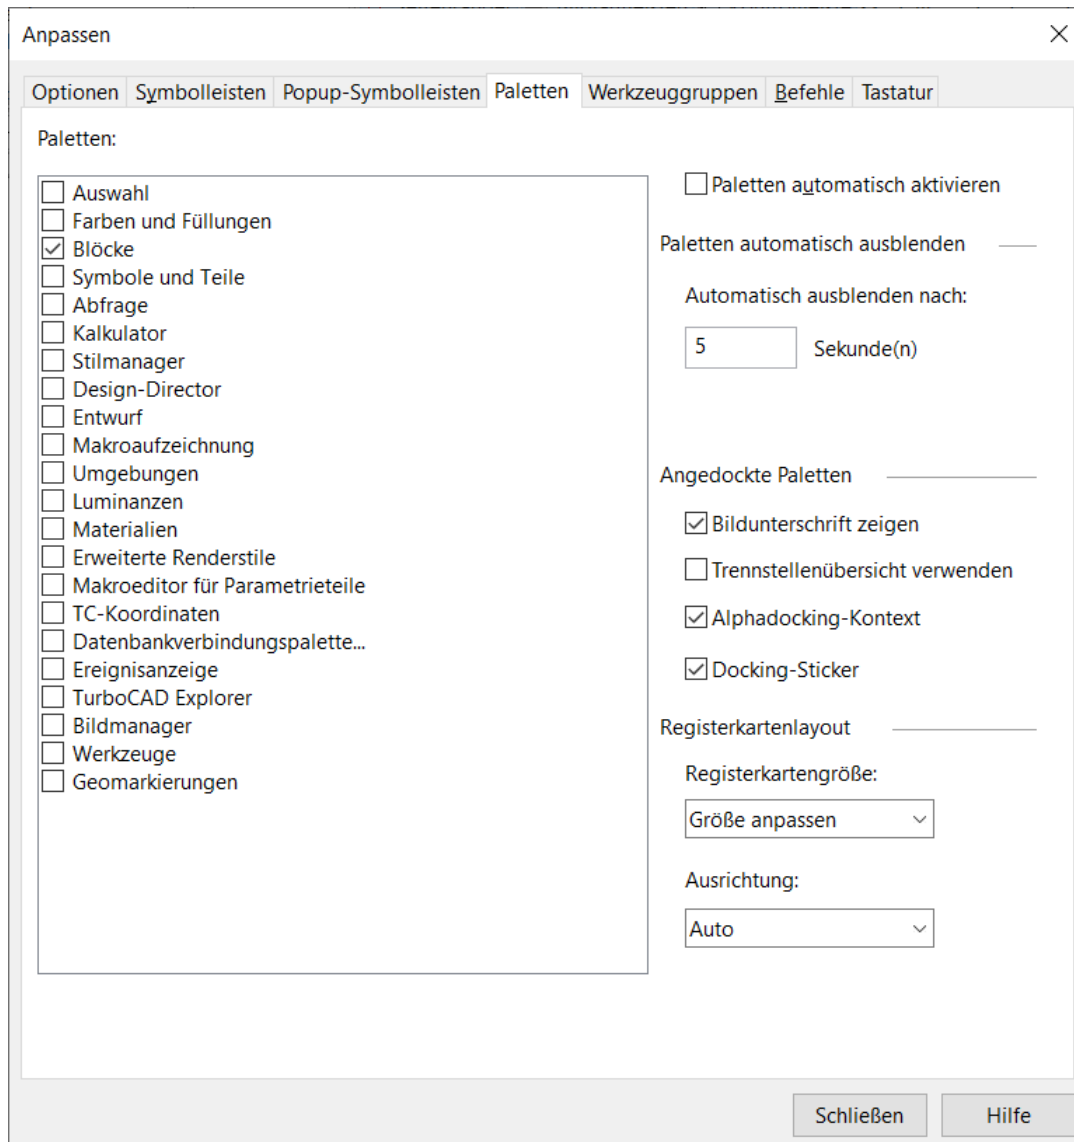 Anpassen
Optionen Symbolleisten Popup-Symbolleisten Paletten Werkzeuggruppen Befehle Tastatur
Paletten:
Auswahl
Farben und Füllungen
Blöcke
Symbole und Teile
Abfrage
Kalkulator
Stilmanager
Design-Director
Entwurf
Makroaufzeichnung
Umgebungen
Luminanzen
Materialien
Erweiterte Renderstile
Makroeditor für Parametrieteile
TC-Koordinaten
Datenbankverbindungspalette...
Ereignisanzeige
TurboCAD Explorer
Bildmanager
Werkzeuge
Geomarkierungen
Paletten automatisch aktivieren
Paletten automatisch ausblenden
Automatisch ausblenden nach:
5 Sekunde(n)
Angedockte Paletten
Bildunterschrift zeigen
Trennstellenübersicht verwenden
Alphadocking-Kontext
Docking-Sticker
Registerkartenlayout
Registerkartengröße:
Größe anpassen
Ausrichtung:
Auto
Schließen Hilfe